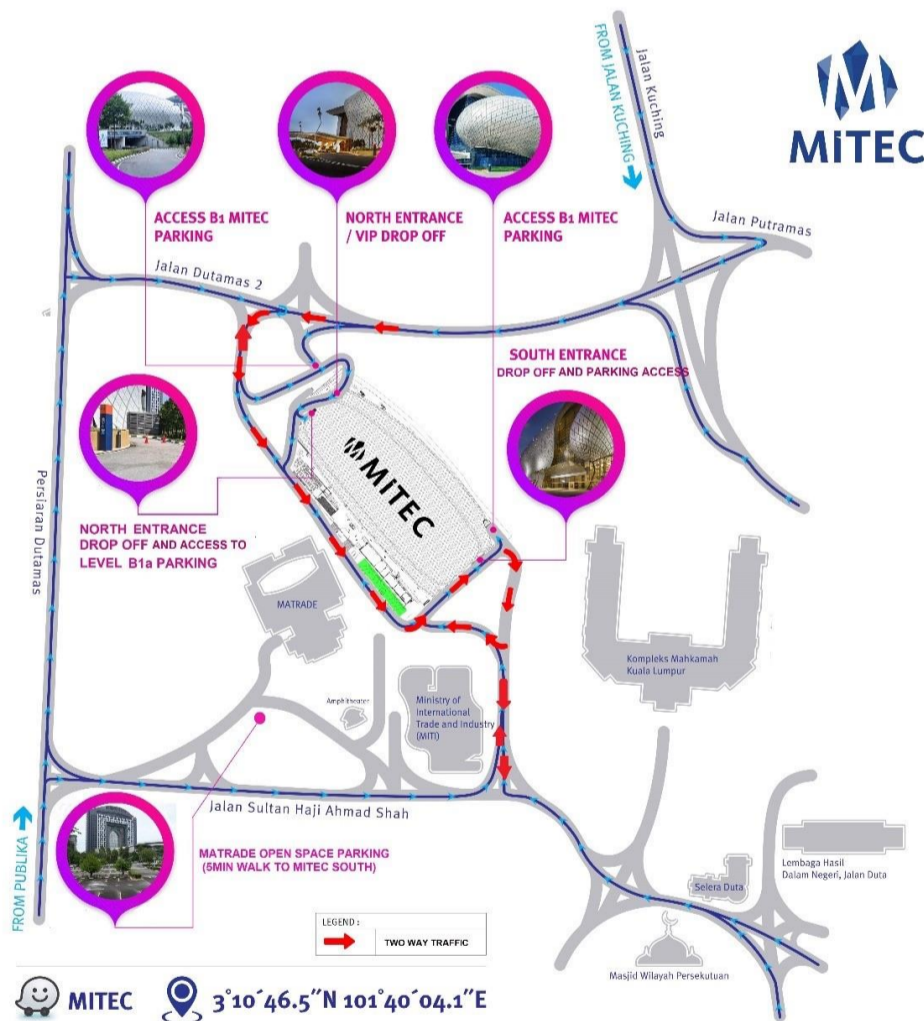 FROM JALAN KUCHING
Jalan Kuching
MiTEC
Jalan Putramas
ACCESS B1 MITEC
PARKING
NORTH ENTRANCE
/ VIP DROP OFF
ACCESS B1 MITEC
PARKING
Jalan Dutamas 2
SOUTH ENTRANCE
DROP OFF AND PARKING ACCESS
MiTEC
Persiaran Dutamas
NORTH ENTRANCE
DROP OFF AND ACCESS TO
LEVEL B1a PARKING
MATRADE
Kompleks Mahkamah
Kuala Lumpur
Amphitheater
Ministry of
International
Trade and Industry
(MITI)
Jalan Sultan Haji Ahmad Shah
FROM PUBLIKA
MATRADE OPEN SPACE PARKING
(5MIN WALK TO MITEC SOUTH)
Lembaga Hasil
Dalam Negeri, Jalan Duta
Selera Duta
LEGEND :
TWO WAY TRAFFIC
Masjid Wilayah Persekutuan
MITEC
3°10´46.5´´N 101°40´04.1´´E